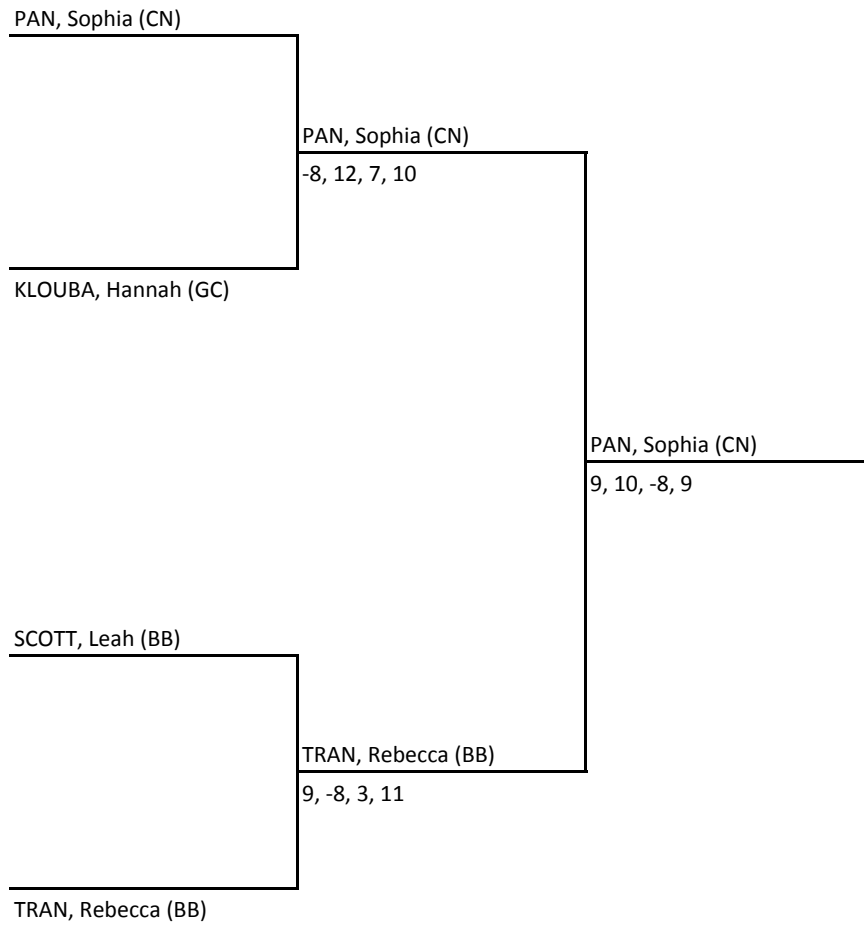 PAN, Sophia (CN)
PAN, Sophia (CN)
-8, 12, 7, 10
KLOUBA, Hannah (GC)
PAN, Sophia (CN)
9, 10, -8, 9
SCOTT, Leah (BB)
TRAN, Rebecca (BB)
9, -8, 3, 11
TRAN, Rebecca (BB)